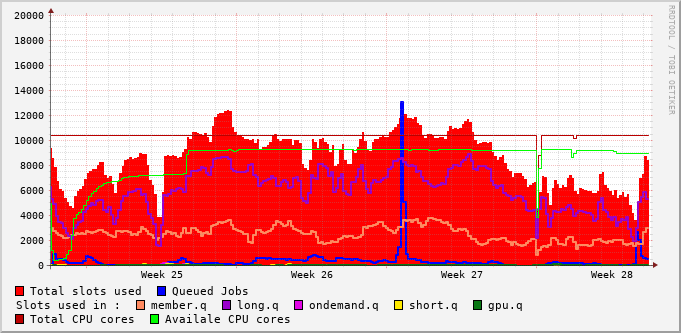 RRDTOOL / TOBI OETIKER
20000
18000
16000
14000
12000
10000
8000
6000
4000
2000
0
Week 25 Week 26 Week 27 Week 28
Total slots used Queued Jobs
Slots used in : member.q long.q ondemand.q short.q gpu.q
Total CPU cores Availale CPU cores